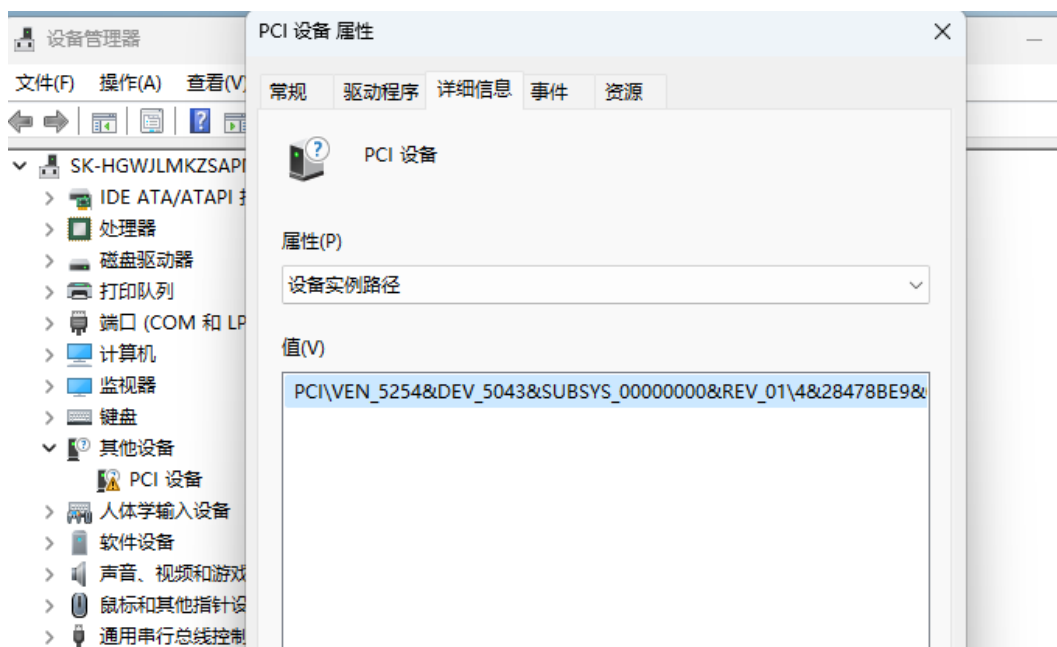 设备管理器
PCI 设备 属性
文件(F) 操作(A) 查看(V)
常规 驱动程序 详细信息 事件 资源
PCI 设备
SK-HGWJLMKZSAP
IDE ATA/ATAPI
处理器
磁盘驱动器
打印队列
端口 (COM 和 LP
计算机
监视器
键盘
其他设备
PCI 设备
人体学输入设备
软件设备
声音、视频和游戏
鼠标和其他指针设
通用串行总线控制
属性(P)
设备实例路径
值(V)
PCI\VEN_5254&DEV_5043&SUBSYS_00000000&REV_01\4&28478BE9&